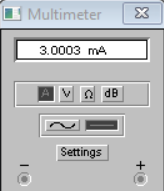 Multimeter
3.0003 mA
A V Ω dB
Settings
− +